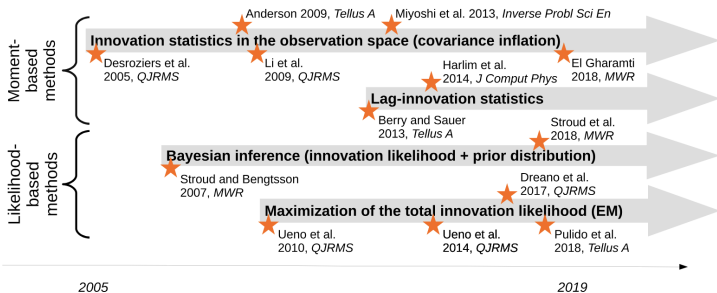 Moment-
based
methods
Anderson 2009, Tellus A
Miyoshi et al. 2013, Inverse Probl Sci En
Innovation statistics in the observation space (covariance inflation)
Desroziers et al.
2005, QJRMS
Li et al.
2009, QJRMS
Harlim et al.
2014, J Comput Phys
El Gharamti
2018, MWR
Lag-innovation statistics
Berry and Sauer
2013, Tellus A
Likelihood-
based
methods
Stroud et al.
2018, MWR
Bayesian inference (innovation likelihood + prior distribution)
Stroud and Bengtsson
2007, MWR
Dreano et al.
2017, QJRMS
Maximization of the total innovation likelihood (EM)
Ueno et al.
2010, QJRMS
Ueno et al.
2014, QJRMS
Pulido et al.
2018, Tellus A
2005
2019